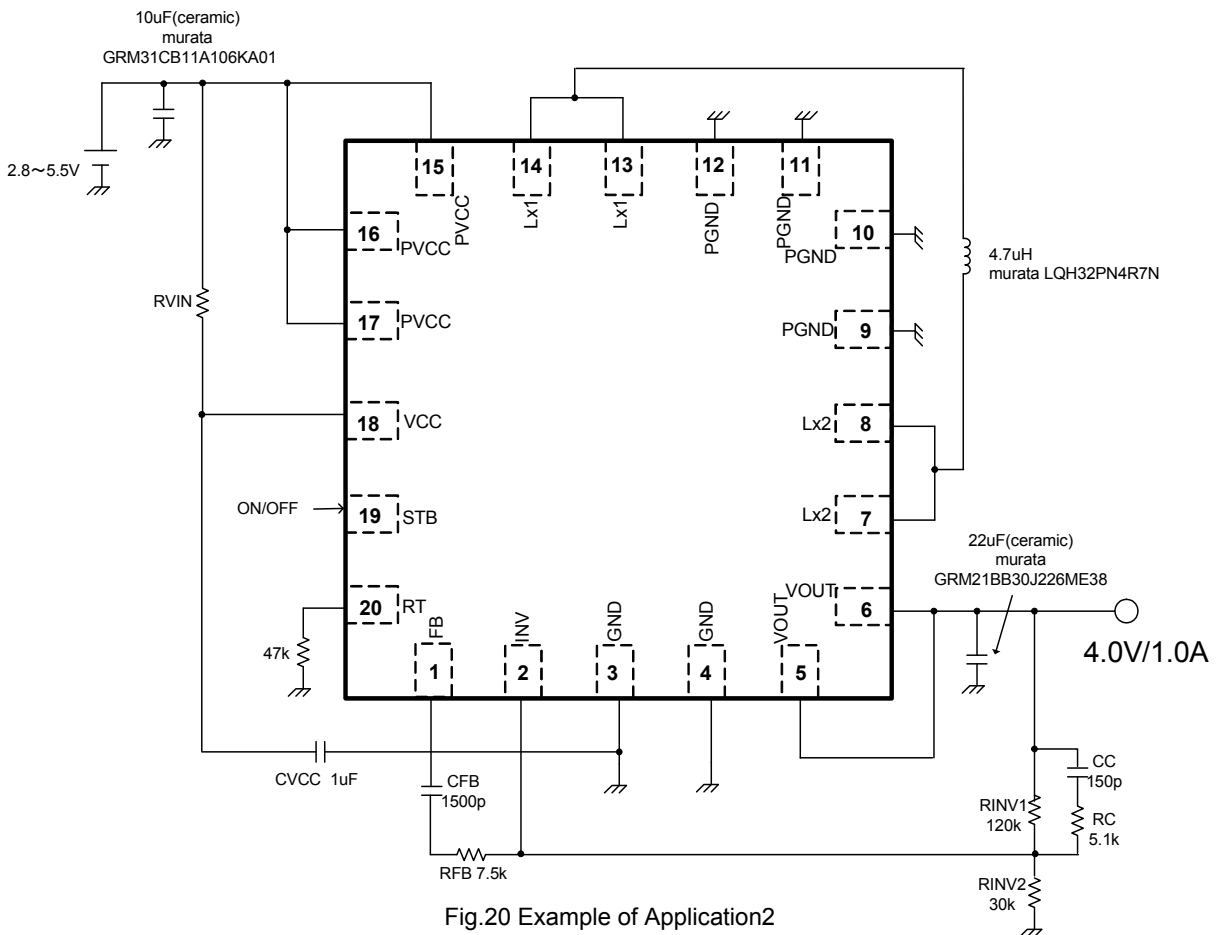 10uF(ceramic)
murata
GRM31CB11A106KA01
2.8～5.5V
RVIN
15
PVCC
14
Lx1
13
Lx1
12
PGND
11
PGND
10
PGND
4.7uH
murata LQH32PN4R7N
16
PVCC
17
PVCC
PGND
9
18
VCC
Lx2
8
ON/OFF
19
STB
Lx2
7
22uF(ceramic)
murata
GRM21BB30J226ME38
20
RT
47k
FB
1
INV
2
GND
3
GND
4
VOUT
5
VOUT
6
4.0V/1.0A
CVCC 1uF
CFB
1500p
RFB 7.5k
CC
150p
RINV1
120k
RC
5.1k
RINV2
30k
Fig.20 Example of Application2